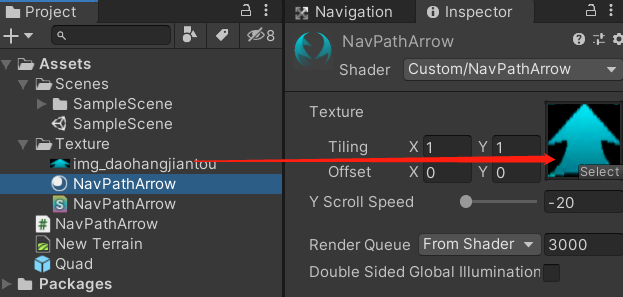 Project
8
Assets
Scenes
SampleScene
SampleScene
Texture
img_daohangjiantou
NavPathArrow
NavPathArrow
NavPathArrow
New Terrain
Quad
Packages
Navigation
Inspector
NavPathArrow
Shader
Custom/NavPathArrow
Texture
Tiling X 1 Y 1
Offset X 0 Y 0
Select
Y Scroll Speed -20
Render Queue From Shader 3000
Double Sided Global Illumination